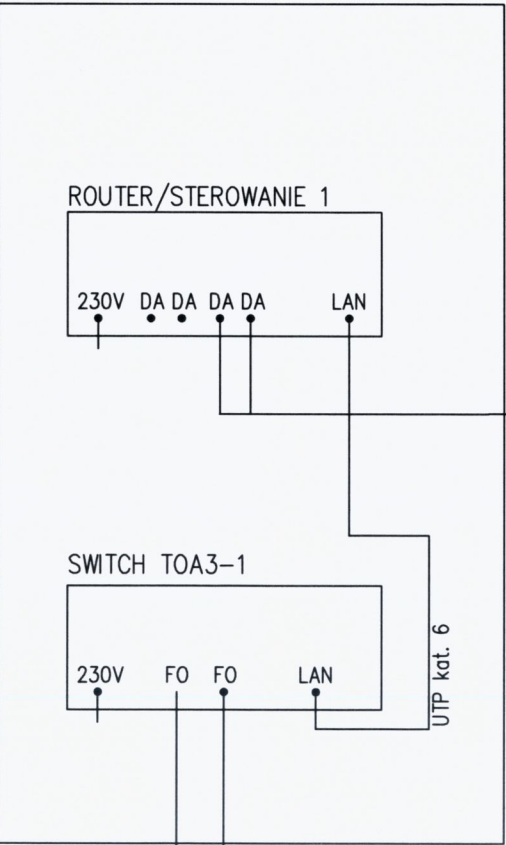 ROUTER/STEROWANIE 1
230V DA DA DA DA LAN
SWITCH TOA3-1
230V FO FO LAN
UTP kat. 6